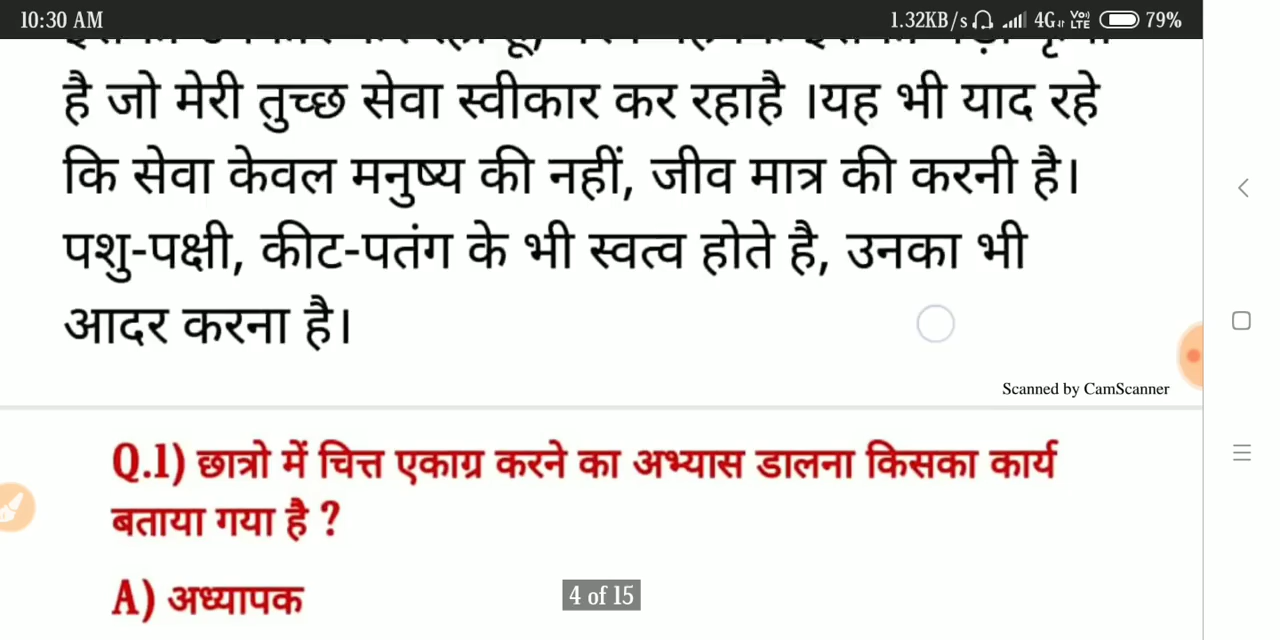 10:30 AM
1.32KB/s 4G VoLTE 79%
है जो मेरी तुच्छ सेवा स्वीकार कर रहाहै ।यह भी याद रहे
कि सेवा केवल मनुष्य की नहीं, जीव मात्र की करनी है।
पशु-पक्षी, कीट-पतंग के भी स्वत्व होते है, उनका भी
आदर करना है।
Scanned by CamScanner
Q.1) छात्रो में चित्त एकाग्र करने का अभ्यास डालना किसका कार्य
बताया गया है ?
A) अध्यापक
4 of 15